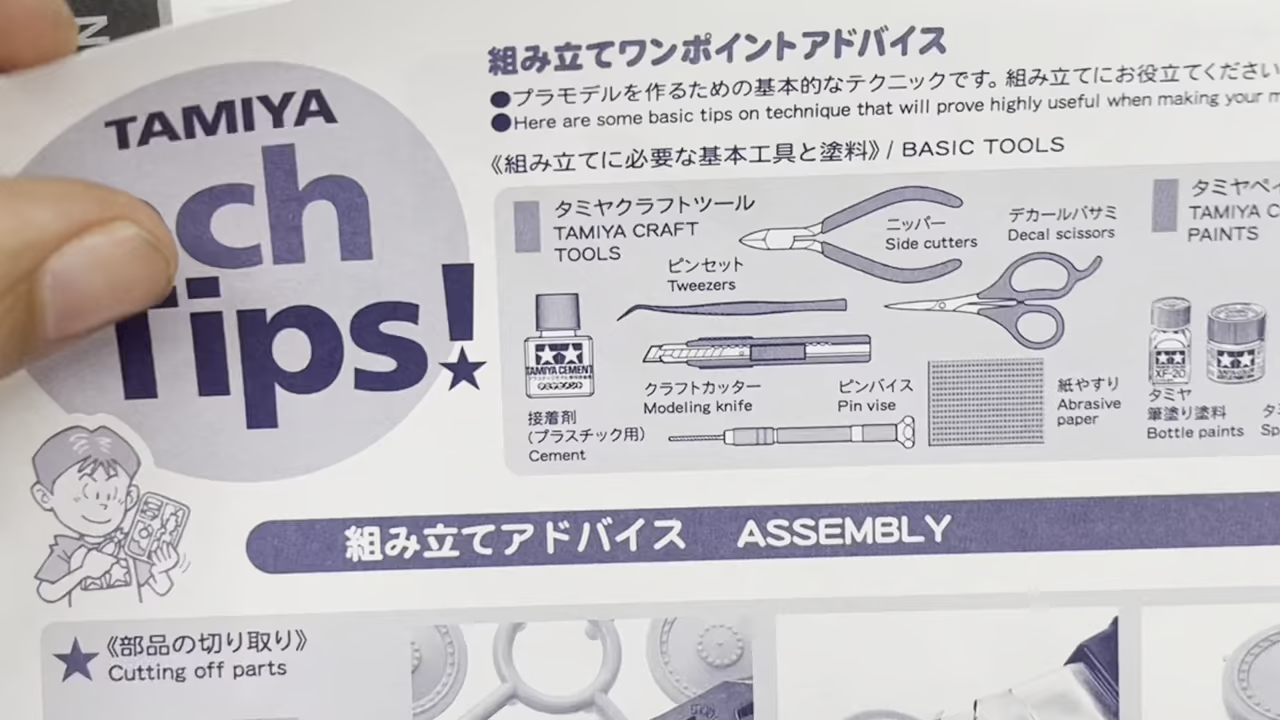 TAMIYA
ch
Tips!
組み立てワンポイントアドバイス
●プラモデルを作るための基本的なテクニックです。組み立てにお役立てください
●Here are some basic tips on technique that will prove highly useful when making your m
《組み立てに必要な基本工具と塗料》/ BASIC TOOLS
タミヤクラフトツール
TAMIYA CRAFT
TOOLS
ピンセット
Tweezers
ニッパー
Side cutters
デカールバサミ
Decal scissors
TAMIYA CEMENT
接着剤
(プラスチック用)
Cement
クラフトカッター
Modeling knife
ピンバイス
Pin vise
紙やすり
Abrasive
paper
タミヤペイ
TAMIYA C
PAINTS
XF-20
タミヤ
筆塗り塗料
Bottle paints
タ
Sp
組み立てアドバイス ASSEMBLY
★《部品の切り取り》
Cutting off parts